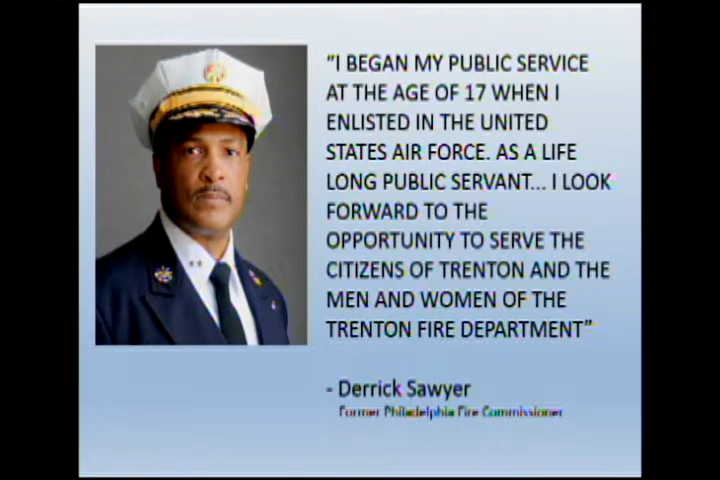 “I BEGAN MY PUBLIC SERVICE
AT THE AGE OF 17 WHEN I
ENLISTED IN THE UNITED
STATES AIR FORCE. AS A LIFE
LONG PUBLIC SERVANT... I LOOK
FORWARD TO THE
OPPORTUNITY TO SERVE THE
CITIZENS OF TRENTON AND THE
MEN AND WOMEN OF THE
TRENTON FIRE DEPARTMENT”
- Derrick Sawyer
Former Philadelphia Fire Commissioner